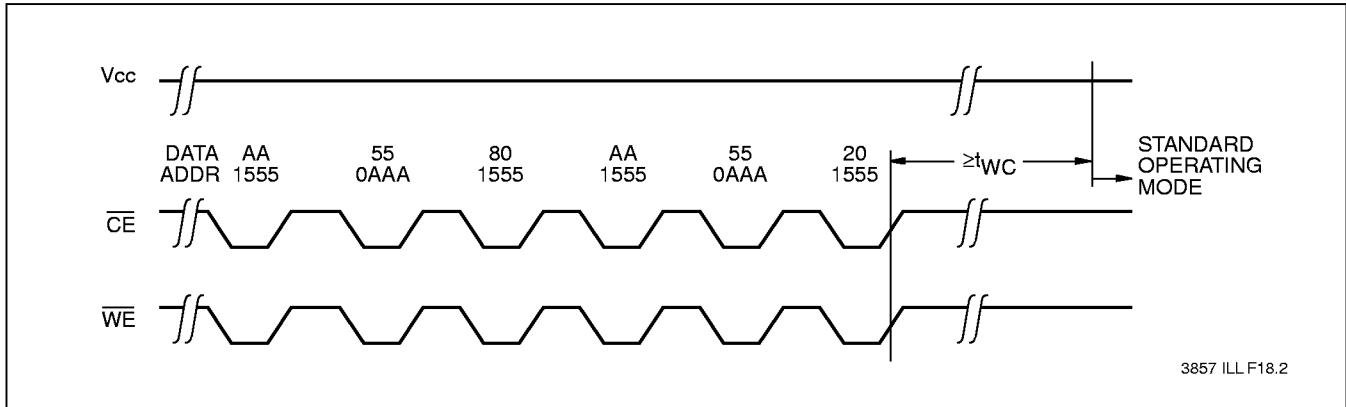 Vcc
DATA AA 55 80 AA 55 20
ADDR 1555 0AAA 1555 1555 0AAA 1555
≥tWC
STANDARD
OPERATING
MODE
CE
WE
3857 ILL F18.2